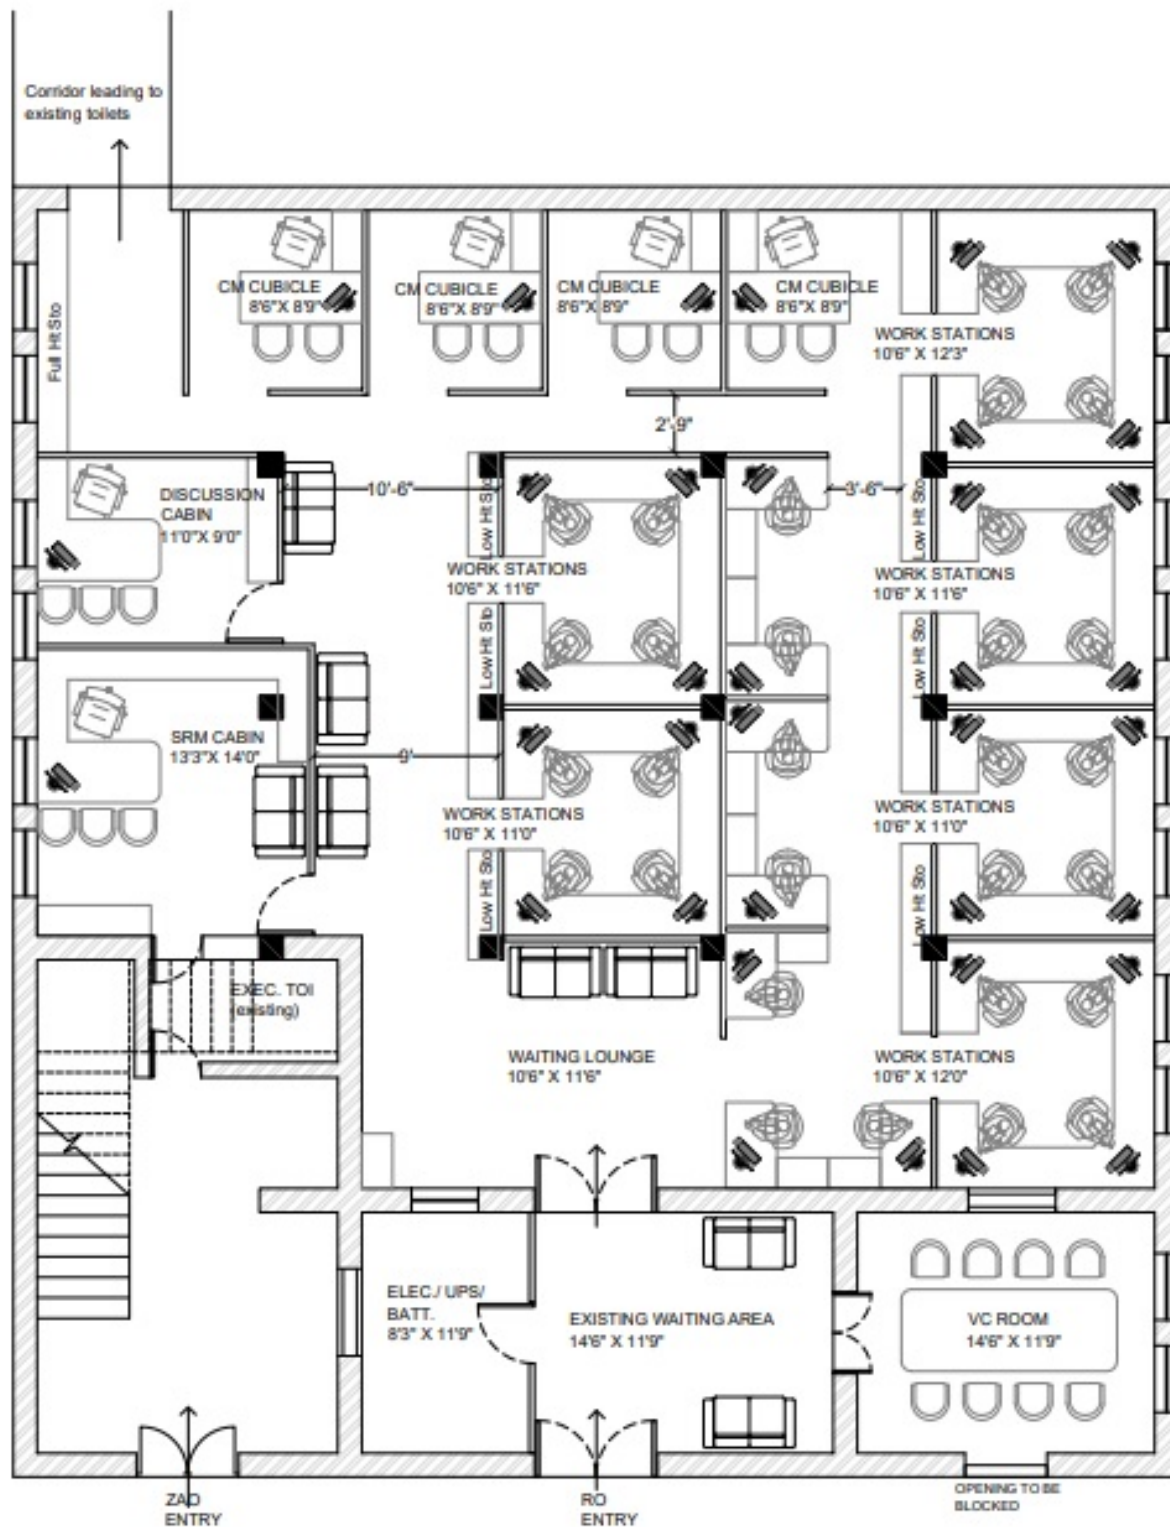 Corridor leading to
existing toilets
Full Ht Sto
CM CUBICLE
8'6"X 8'9"
CM CUBICLE
8'6"X 8'9"
CM CUBICLE
8'6"X 8'9"
CM CUBICLE
8'6"X 8'9"
WORK STATIONS
10'6" X 12'3"
2'-9"
DISCUSSION
CABIN
11'0"X 9'0"
10'-6"
Low Ht Sto
3'-6"
Low Ht Sto
WORK STATIONS
10'6" X 11'6"
WORK STATIONS
10'6" X 11'6"
Low Ht Sto
Low Ht Sto
SRM CABIN
13'3"X 14'0"
9'
WORK STATIONS
10'6" X 11'0"
WORK STATIONS
10'6" X 11'0"
Low Ht Sto
Low Ht Sto
EXEC. TOI
(existing)
WAITING LOUNGE
10'6" X 11'6"
WORK STATIONS
10'6" X 12'0"
ELEC./ UPS/
BATT.
8'3" X 11'9"
EXISTING WAITING AREA
14'6" X 11'9"
VC ROOM
14'6" X 11'9"
ZAO
ENTRY
RO
ENTRY
OPENING TO BE
BLOCKED